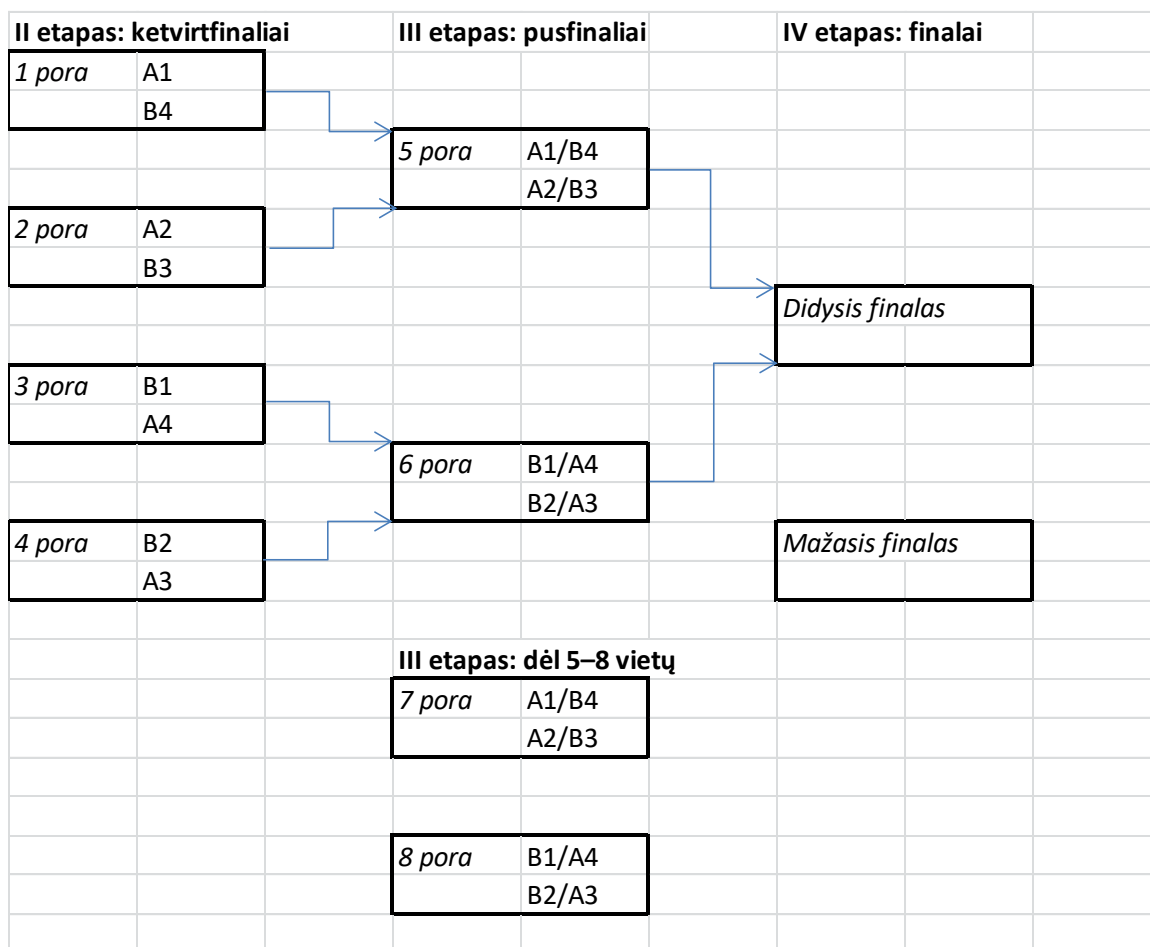 II etapas: ketvirtfinaliai III etapas: pusfinaliai IV etapas: finalai
1 pora A1
B4
5 pora A1/B4
A2/B3
2 pora A2
B3
Didysis finalas
3 pora B1
A4
6 pora B1/A4
B2/A3
4 pora B2 Mažasis finalas
A3
III etapas: dėl 5–8 vietų
7 pora A1/B4
A2/B3
8 pora B1/A4
B2/A3